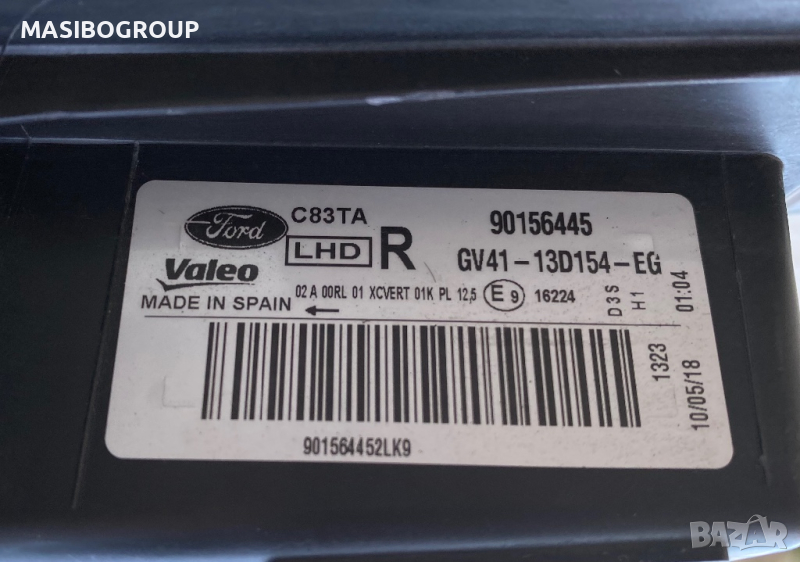 MASIBOGROUP
Ford C83TA 90156445
LHD R GV41-13D154-EG
Valeo
02 A 00RL 01 XCVERT 01K PL 12,5 E 9 16224
MADE IN SPAIN
D3S
H1
01:04
1323
10/05/18
901564452LK9
BAZAR